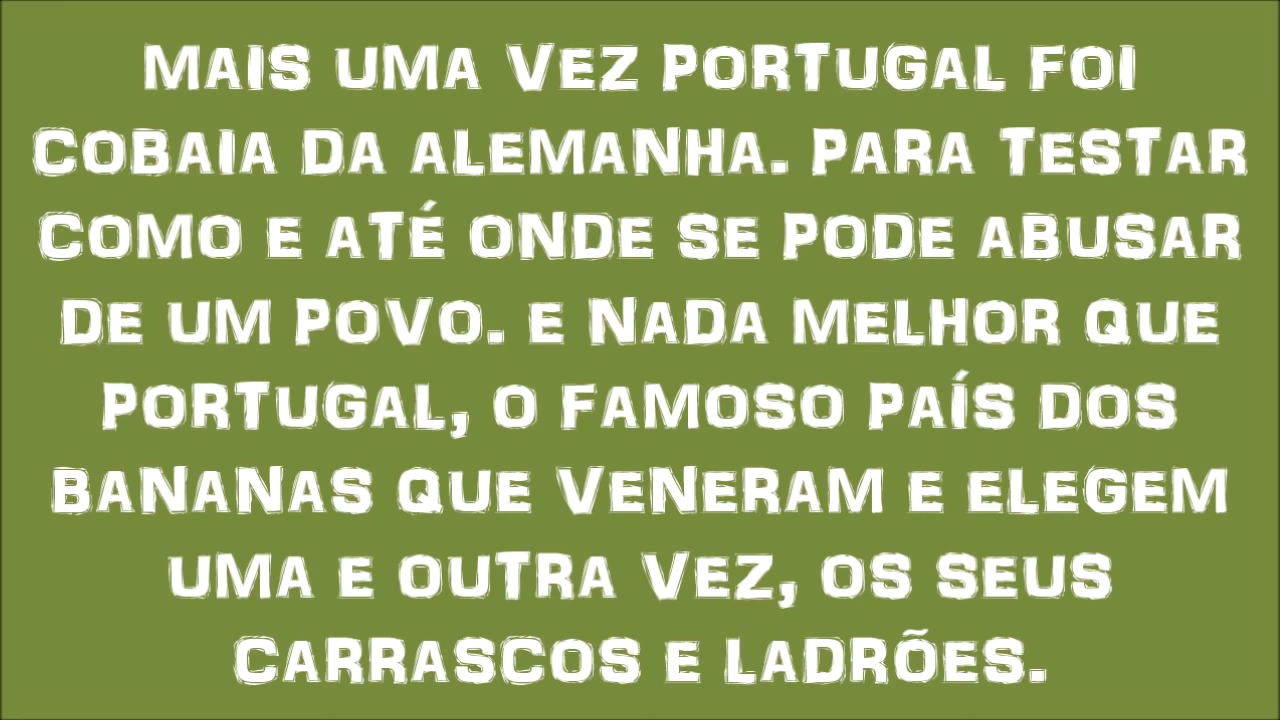 MAIS UMA VEZ PORTUGAL FOI
COBAIA DA ALEMANHA. PARA TESTAR
COMO E ATÉ ONDE SE PODE ABUSAR
DE UM POVO. E NADA MELHOR QUE
PORTUGAL, O FAMOSO PAÍS DOS
BANANAS QUE VENERAM E ELEGEM
UMA E OUTRA VEZ, OS SEUS
CARRASCOS E LADRÕES.